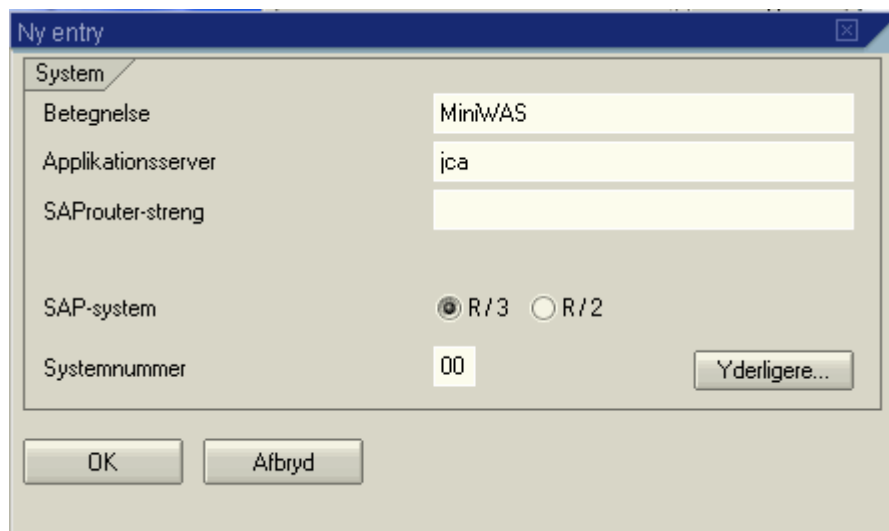 Ny entry
System
Betegnelse MiniWAS
Applikationsserver jca
SAProuter-streng
SAP-system R/3 R/2
Systemnummer 00 Yderligere...
OK Afbryd